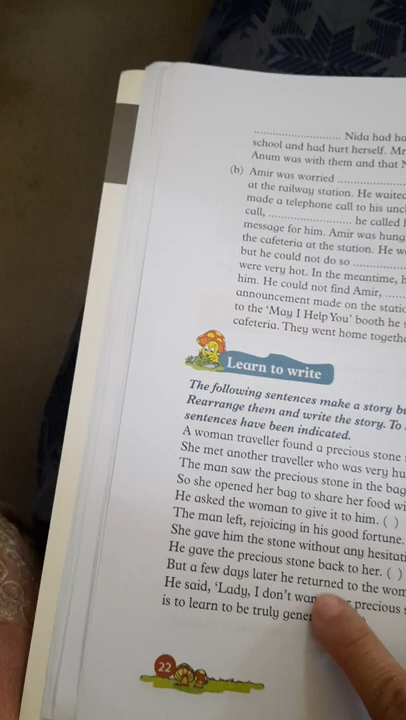 ........................ Nida had ha
school and had hurt herself. Mr
Anum was with them and that N
(b) Amir was worried ....................
at the railway station. He waited
made a telephone call to his uncl
call, ........................ he called h
message for him. Amir was hung
the cafeteria at the station. He w
but he could not do so ...............
were very hot. In the meantime, h
him. He could not find Amir, ......
announcement made on the statio
to the 'May I Help You' booth he s
cafeteria. They went home togethe
Learn to write
The following sentences make a story bu
Rearrange them and write the story. To
sentences have been indicated.
A woman traveller found a precious stone
She met another traveller who was very hu
The man saw the precious stone in the bag
So she opened her bag to share her food wi
He asked the woman to give it to him. ( )
The man left, rejoicing in his good fortune.
She gave him the stone without any hesitati
He gave the precious stone back to her. ( )
But a few days later he returned to the wom
He said, 'Lady, I don't wan precious s
is to learn to be truly gene
22